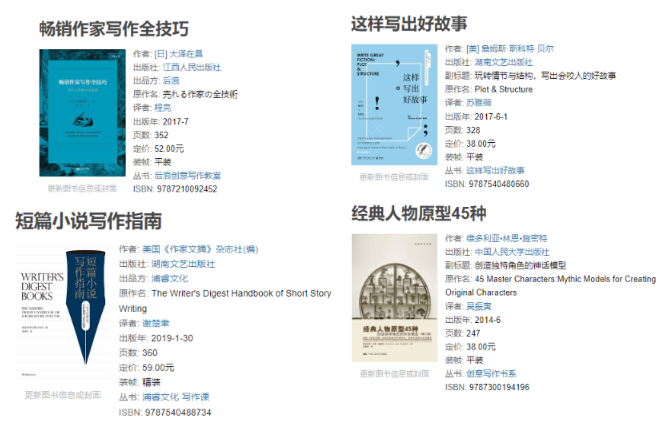 畅销作家写作全技巧
作者: [日] 大泽在昌
出版社: 江西人民出版社
出品方: 后浪
原作名: 売れる作家の全技術
译者: 程亮
出版年: 2017-7
页数: 352
定价: 52.00元
装帧: 平装
丛书: 后浪创意写作教室
ISBN: 9787210092452
畅销作家写作全技巧
更新图书信息或封面
这样写出好故事
作者: [美] 詹姆斯·斯科特·贝尔
出版社: 湖南文艺出版社
副标题: 玩转情节与结构，写出会咬人的好故事
原作名: Plot & Structure
译者: 苏雅薇
出版年: 2017-6-1
页数: 328
定价: 38.00元
装帧: 平装
丛书: 这样写出好故事
ISBN: 9787540480660
WRITE GREAT
FICTION:
PLOT &
STRUCTURE
这样
写出
好故事
更新图书信息或封面
短篇小说写作指南
作者: 美国《作家文摘》杂志社(编)
出版社: 湖南文艺出版社
出品方: 浦睿文化
原作名: The Writer's Digest Handbook of Short Story
Writing
译者: 谢楚聿
出版年: 2019-1-30
页数: 360
定价: 59.00元
装帧: 精装
丛书: 浦睿文化 写作课
ISBN: 9787540488734
WRITER'S
DIGEST
BOOKS
短篇小说
写作指南
更新图书信息或封面
经典人物原型45种
作者: 维多利亚•林恩•施密特
出版社: 中国人民大学出版社
副标题: 创造独特角色的神话模型
原作名: 45 Master Characters:Mythic Models for Creating
Original Characters
译者: 吴振寅
出版年: 2014-6
页数: 247
定价: 38.00元
装帧: 平装
丛书: 创意写作书系
ISBN: 9787300194196
经典人物原型45种
更新图书信息或封面